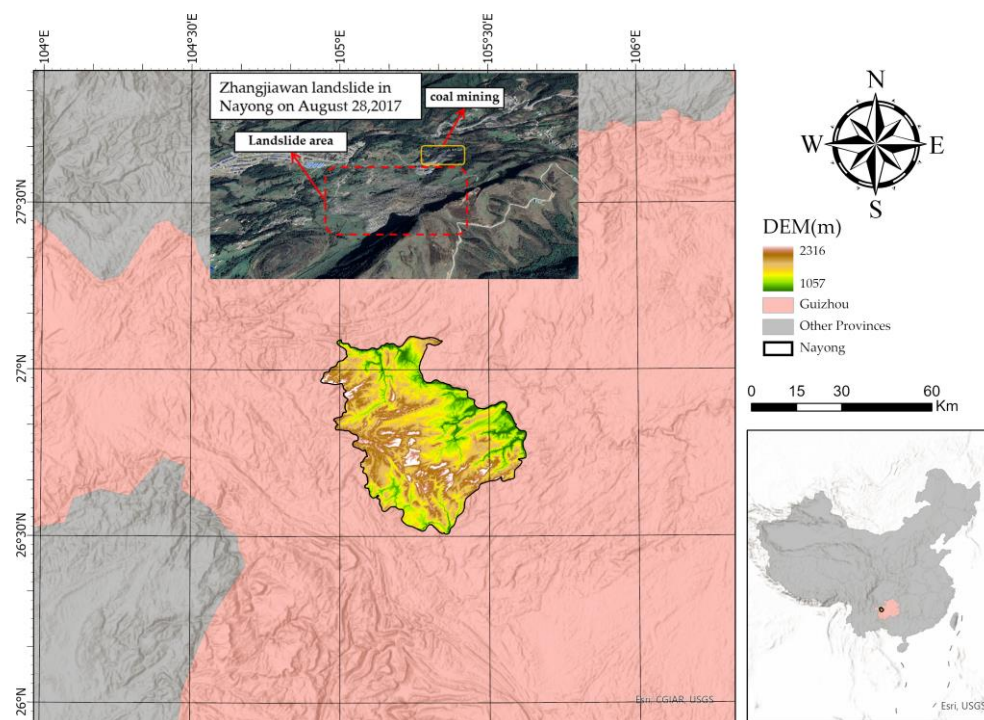 104°E
104°30'E
105°E
105°30'E
106°E
Zhangjiawan landslide in
Nayong on August 28,2017
coal mining
Landslide area
27°30'N
27°N
26°30'N
26°N
Esri, CGIAR, USGS
N
W
E
S
DEM(m)
2316
1057
Guizhou
Other Provinces
Nayong
0
15
30
60
Km
Esri, USGS